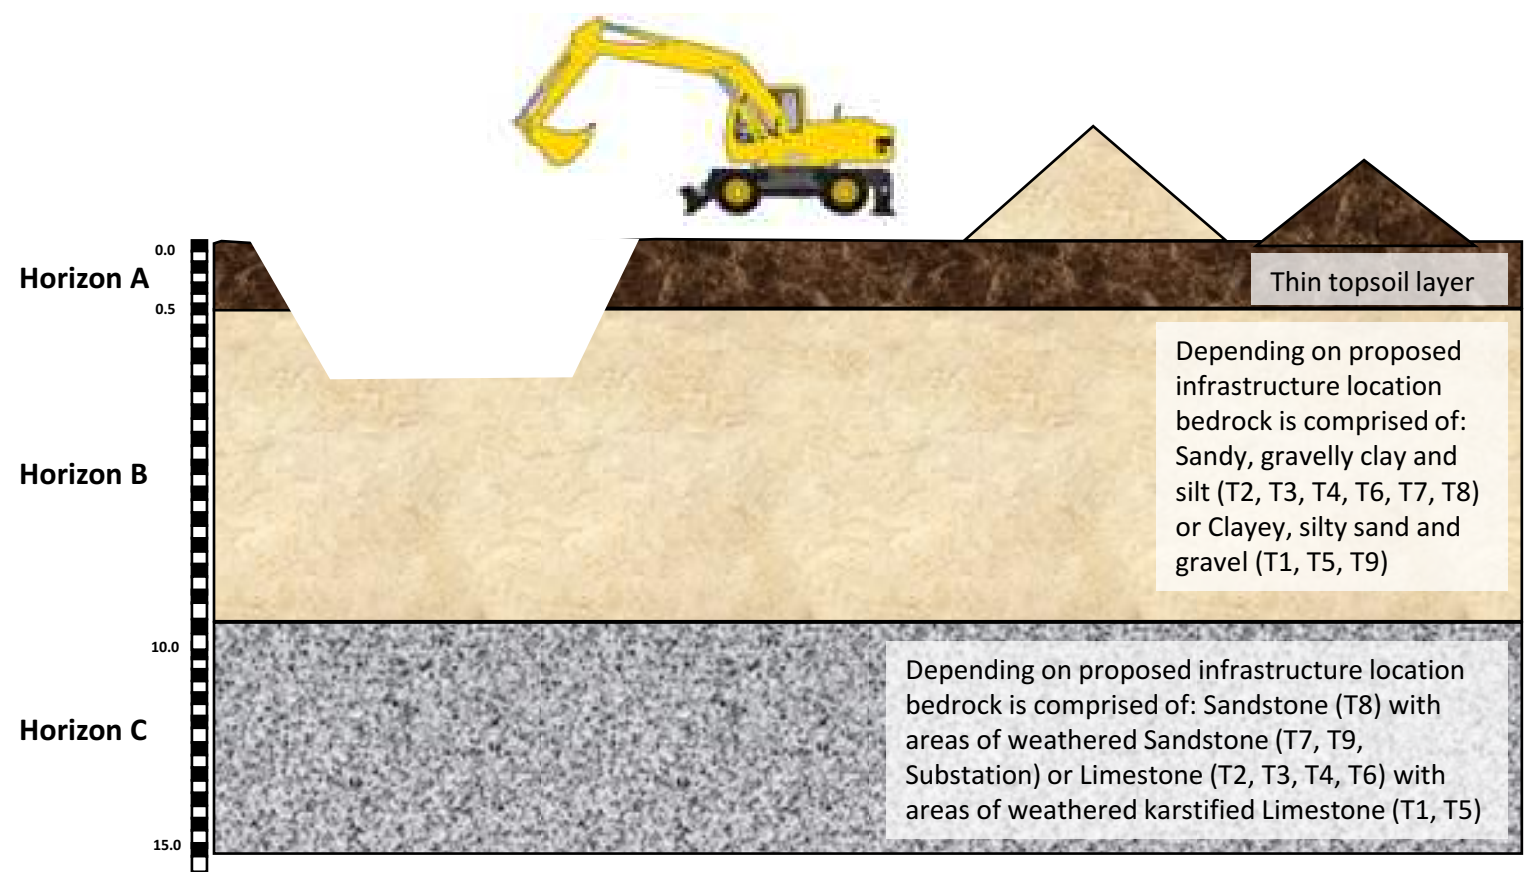 0.0
Horizon A
Thin topsoil layer
0.5
Depending on proposed
infrastructure location
bedrock is comprised of:
Sandy, gravelly clay and
silt (T2, T3, T4, T6, T7, T8)
or Clayey, silty sand and
gravel (T1, T5, T9)
Horizon B
10.0
Depending on proposed infrastructure location
bedrock is comprised of: Sandstone (T8) with
areas of weathered Sandstone (T7, T9,
Substation) or Limestone (T2, T3, T4, T6) with
areas of weathered karstified Limestone (T1, T5)
Horizon C
15.0